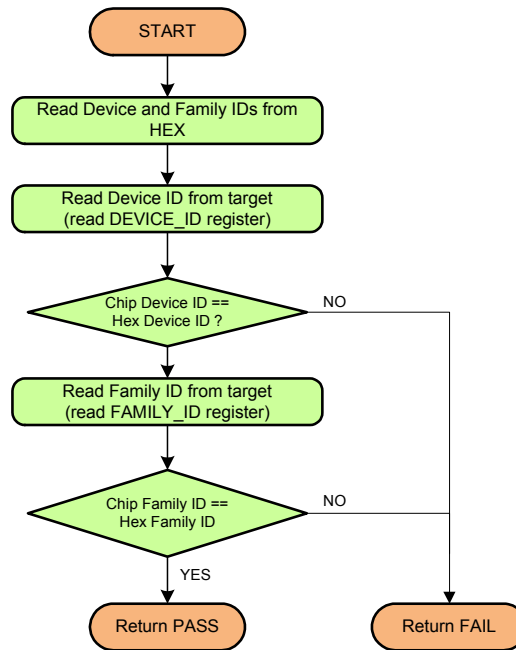 START
Read Device and Family IDs from
HEX
Read Device ID from target
(read DEVICE_ID register)
Chip Device ID ==
Hex Device ID ?
NO
Read Family ID from target
(read FAMILY_ID register)
Chip Family ID ==
Hex Family ID
NO
YES
Return PASS
Return FAIL